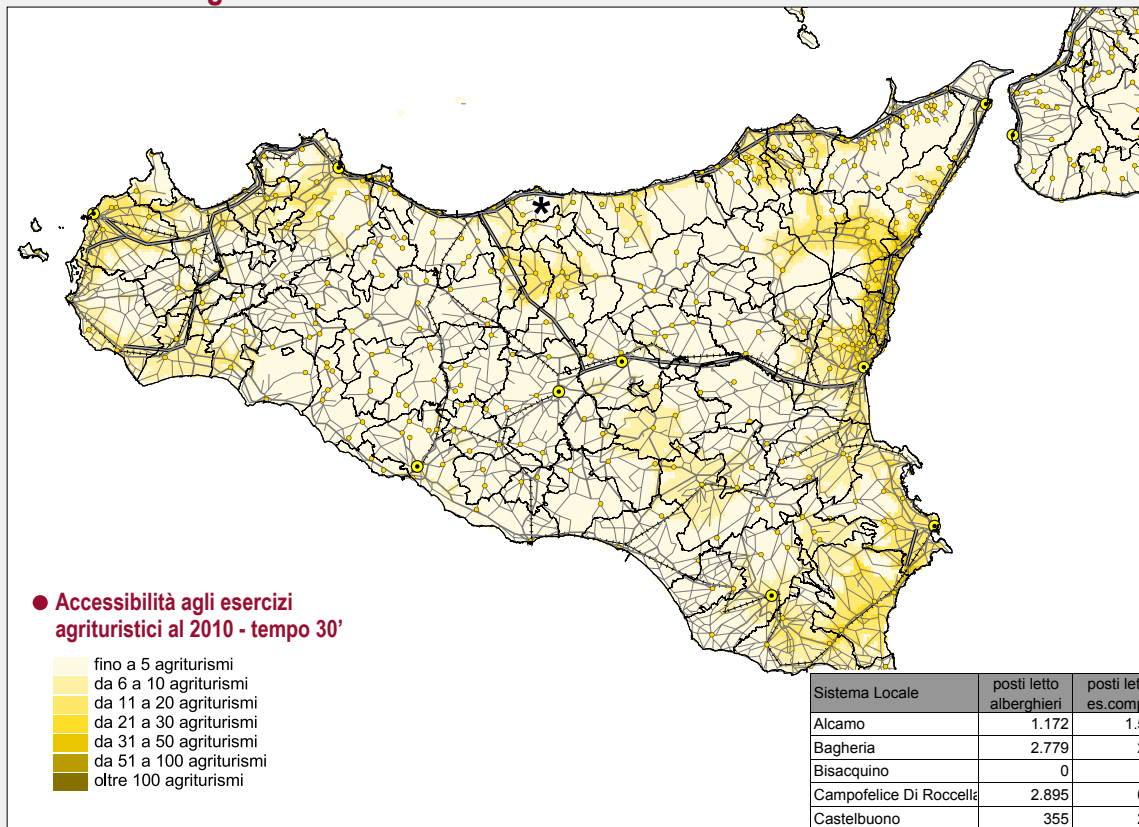 *
Accessibilità agli esercizi
agrituristici al 2010 - tempo 30'
fino a 5 agriturismi
da 6 a 10 agriturismi
da 11 a 20 agriturismi
da 21 a 30 agriturismi
da 31 a 50 agriturismi
da 51 a 100 agriturismi
oltre 100 agriturismi
Sistema Locale posti letto alberghieri posti es.
Alcamo 1.172
Bagheria 2.779
Bisacquino 0
Campofelice Di Roccella 2.895
Castelbuono 355